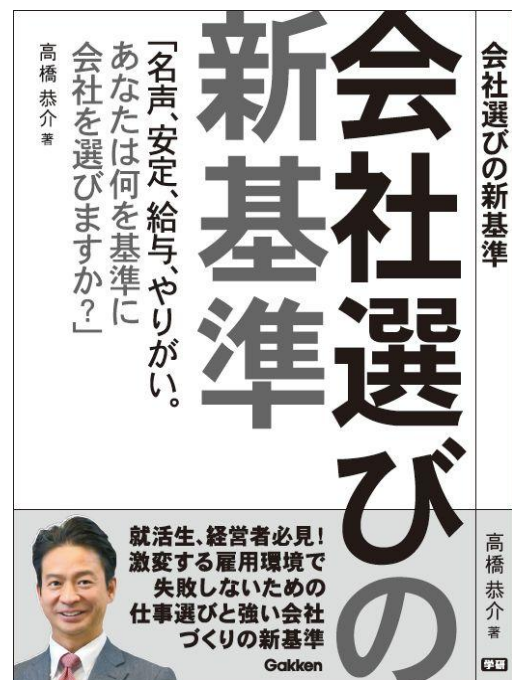 会社選びの新基準
高橋 恭介 著
学研
会社選びの
新基準
「名声、安定、給与、やりがい。
あなたは何を基準に
会社を選びますか？」
高橋 恭介 著
就活生、経営者必見！
激変する雇用環境で
失敗しないための
仕事選びと強い会社
づくりの新基準
Gakken